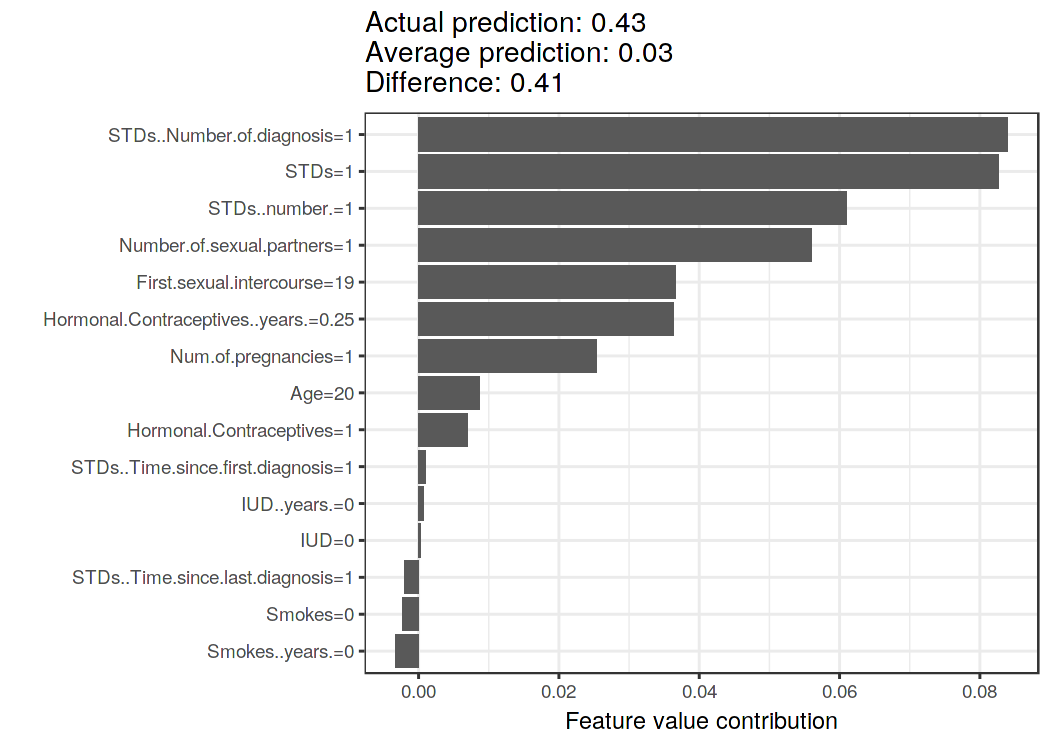 Actual prediction: 0.43
Average prediction: 0.03
Difference: 0.41
STDs..Number.of.diagnosis=1
STDs=1
STDs..number.=1
Number.of.sexual.partners=1
First.sexual.intercourse=19
Hormonal.Contraceptives..years.=0.25
Num.of.pregnancies=1
Age=20
Hormonal.Contraceptives=1
STDs..Time.since.first.diagnosis=1
IUD..years.=0
IUD=0
STDs..Time.since.last.diagnosis=1
Smokes=0
Smokes..years.=0
0.00 0.02 0.04 0.06 0.08
Feature value contribution